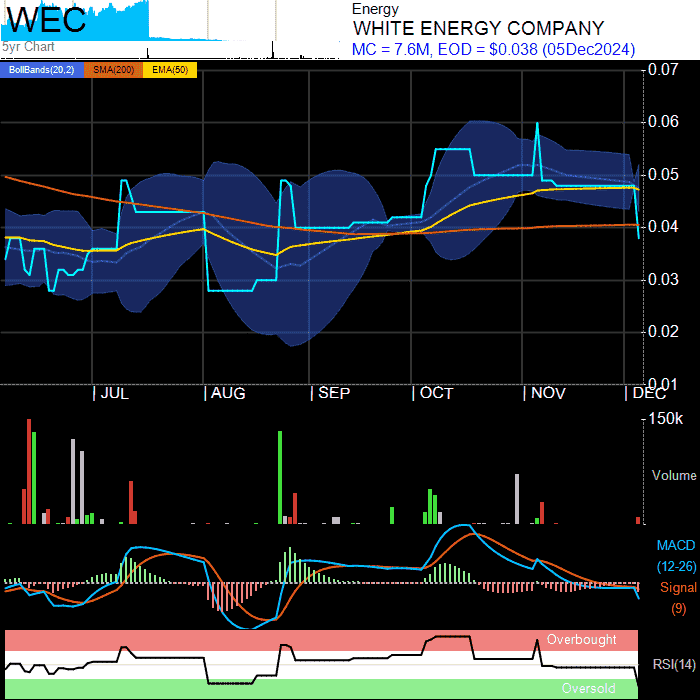 WEC
5yr Chart
Energy
WHITE ENERGY COMPANY
MC = 7.6M, EOD = $0.038 (05Dec2024)
BollBands(20,2) SMA(200) EMA(50)
0.07
0.06
0.05
0.04
0.03
0.02
0.01
JUL AUG SEP OCT NOV DEC
150k
Volume
MACD
(12-26)
Signal
(9)
Overbought
RSI(14)
Oversold